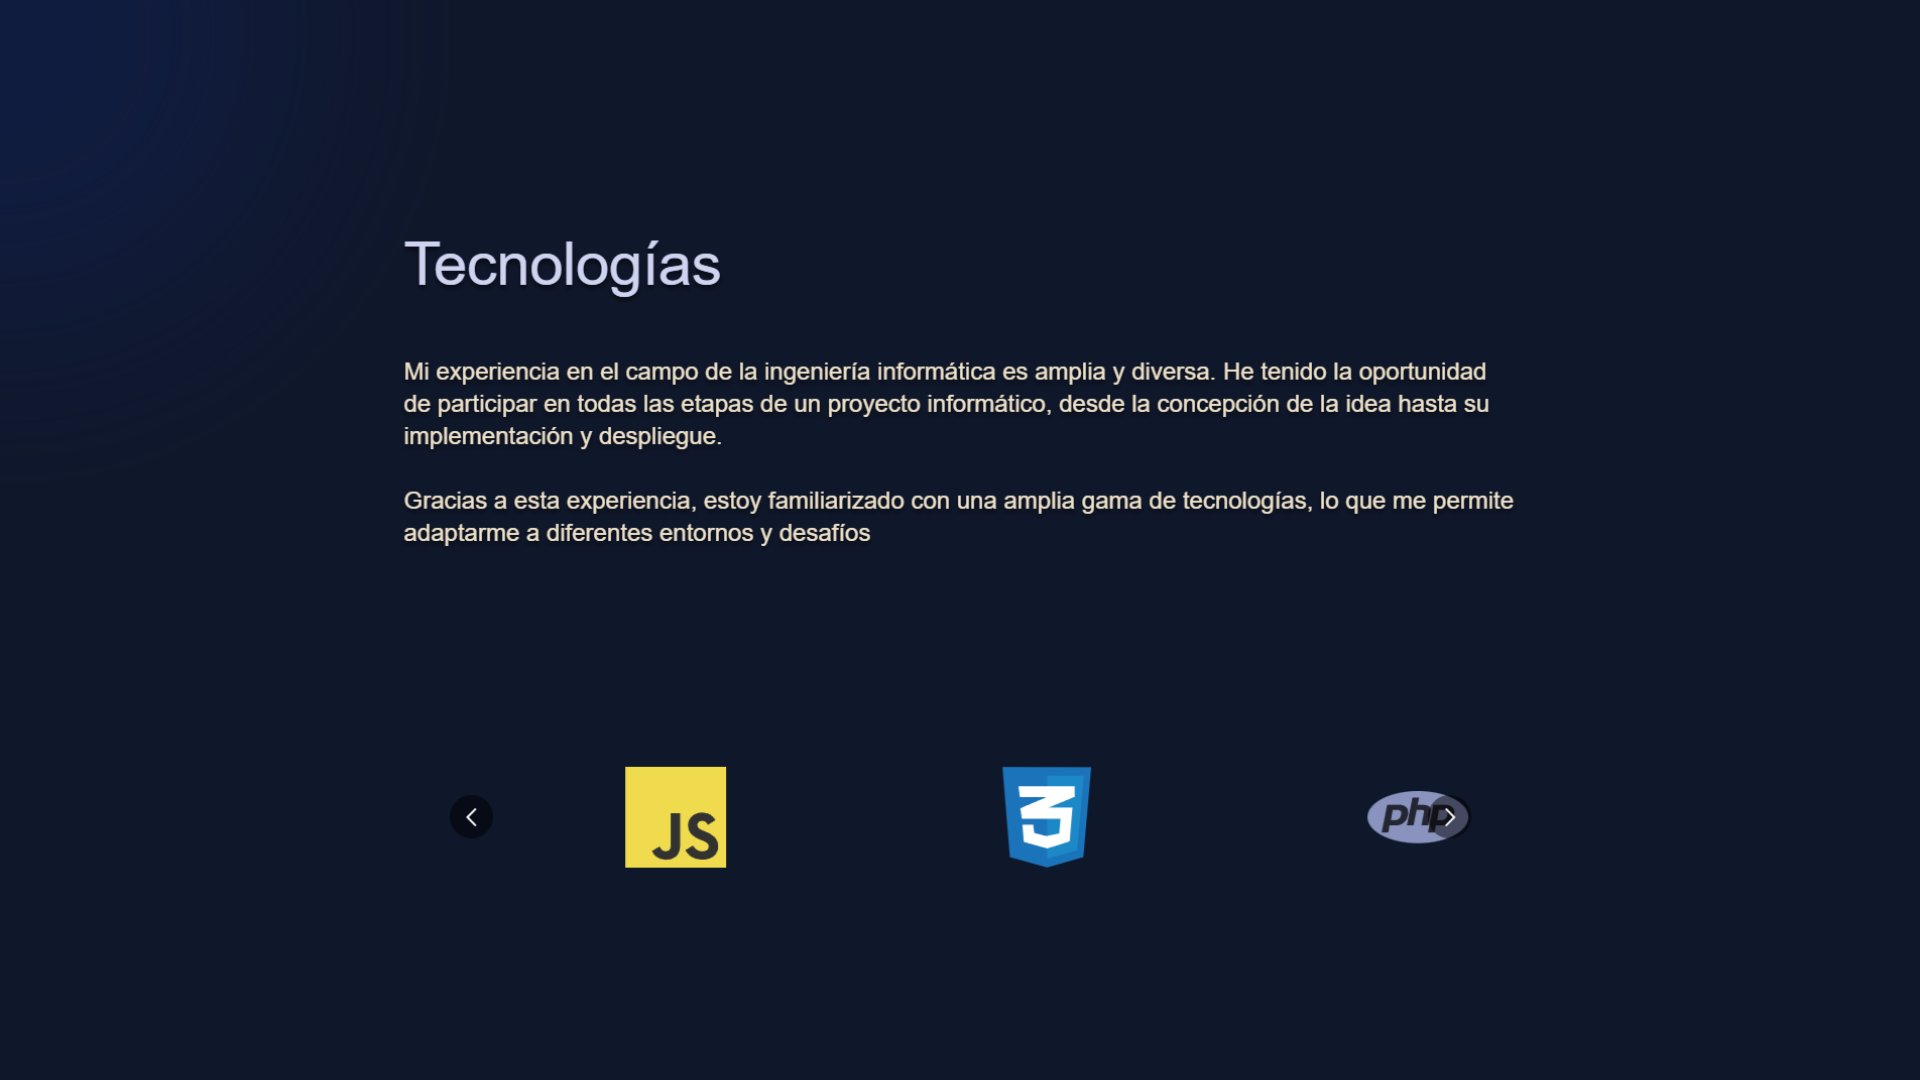 Tecnologías
Mi experiencia en el campo de la ingeniería informática es amplia y diversa. He tenido la oportunidad
de participar en todas las etapas de un proyecto informático, desde la concepción de la idea hasta su
implementación y despliegue.
Gracias a esta experiencia, estoy familiarizado con una amplia gama de tecnologías, lo que me permite
adaptarme a diferentes entornos y desafíos
JS
3
php